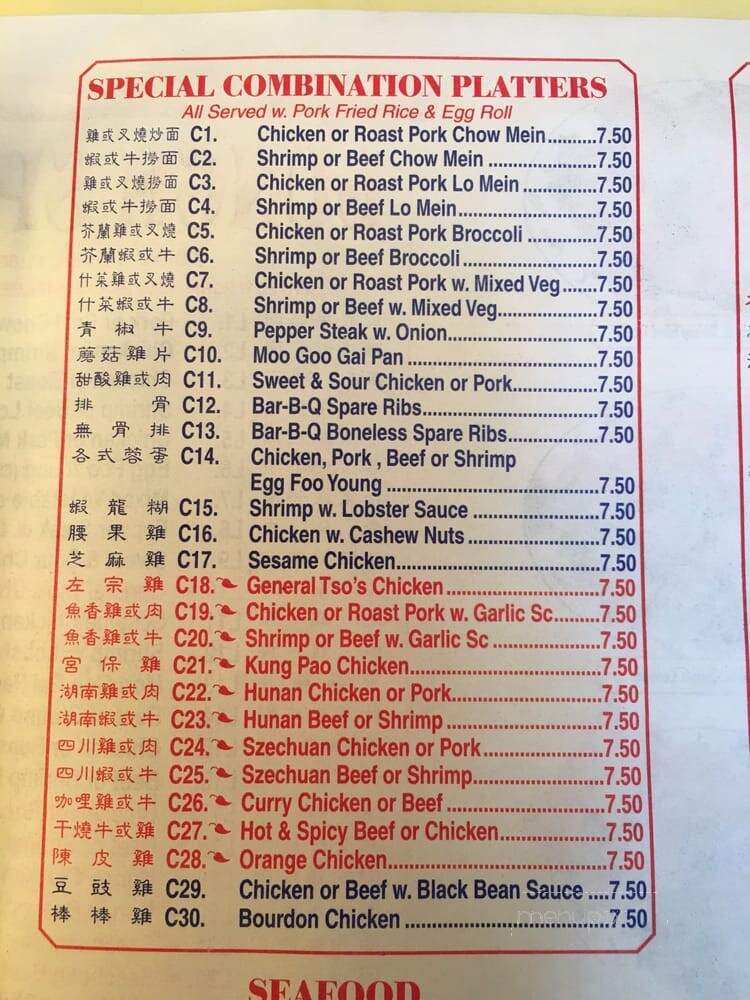 SPECIAL COMBINATION PLATTERS
All Served w. Pork Fried Rice & Egg Roll
雞或叉燒炒面 C1. Chicken or Roast Pork Chow Mein..........7.50
蝦或牛撈面 C2. Shrimp or Beef Chow Mein ......................7.50
雞或叉燒撈面 C3. Chicken or Roast Pork Lo Mein ...............7.50
蝦或牛撈面 C4. Shrimp or Beef Lo Mein............................7.50
芥蘭雞或叉燒 C5. Chicken or Roast Pork Broccoli ...............7.50
芥蘭蝦或牛 C6. Shrimp or Beef Broccoli...........................7.50
什菜雞或叉燒 C7. Chicken or Roast Pork w. Mixed Veg.......7.50
什菜蝦或牛 C8. Shrimp or Beef w. Mixed Veg....................7.50
青椒牛 C9. Pepper Steak w. Onion.............................7.50
蘑菇雞片 C10. Moo Goo Gai Pan ......................................7.50
甜酸雞或肉 C11. Sweet & Sour Chicken or Pork.................7.50
排骨 C12. Bar-B-Q Spare Ribs...................................7.50
無骨排 C13. Bar-B-Q Boneless Spare Ribs..................7.50
各式蓉蛋 C14. Chicken, Pork , Beef or Shrimp
Egg Foo Young ..........................................7.50
蝦龍糊 C15. Shrimp w. Lobster Sauce .........................7.50
腰果雞 C16. Chicken w. Cashew Nuts ..........................7.50
芝麻雞 C17. Sesame Chicken........................................7.50
左宗雞 C18. General Tso's Chicken ..............................7.50
魚香雞或肉 C19. Chicken or Roast Pork w. Garlic Sc.........7.50
魚香蝦或牛 C20. Shrimp or Beef w. Garlic Sc ......................7.50
宮保雞 C21. Kung Pao Chicken.....................................7.50
湖南雞或肉 C22. Hunan Chicken or Pork..............................7.50
湖南蝦或牛 C23. Hunan Beef or Shrimp ...............................7.50
四川雞或肉 C24. Szechuan Chicken or Pork........................7.50
四川蝦或牛 C25. Szechuan Beef or Shrimp.........................7.50
咖哩雞或牛 C26. Curry Chicken or Beef ...............................7.50
干燒牛或雞 C27. Hot & Spicy Beef or Chicken.....................7.50
陳皮雞 C28. Orange Chicken..........................................7.50
豆豉雞 C29. Chicken or Beef w. Black Bean Sauce ....7.50
棒棒雞 C30. Bourdon Chicken ........................................7.50
SEAFOOD